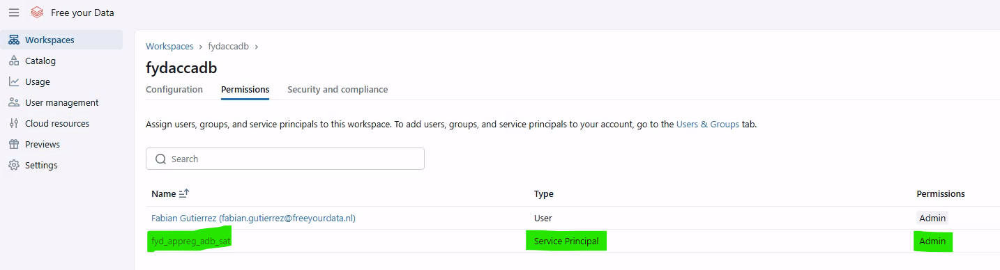 Free your Data
Workspaces
Catalog
Usage
User management
Cloud resources
Previews
Settings
Workspaces › fydaccadb ›
fydaccadb
Configuration Permissions Security and compliance
Assign users, groups, and service principals to this workspace. To add users, groups, and service principals to your account, go to the Users & Groups tab.
Search
Name Type Permissions
Fabian Gutierrez (fabian.gutierrez@freeyourdata.nl) User Admin
fyd_appreg_adb_sat Service Principal Admin